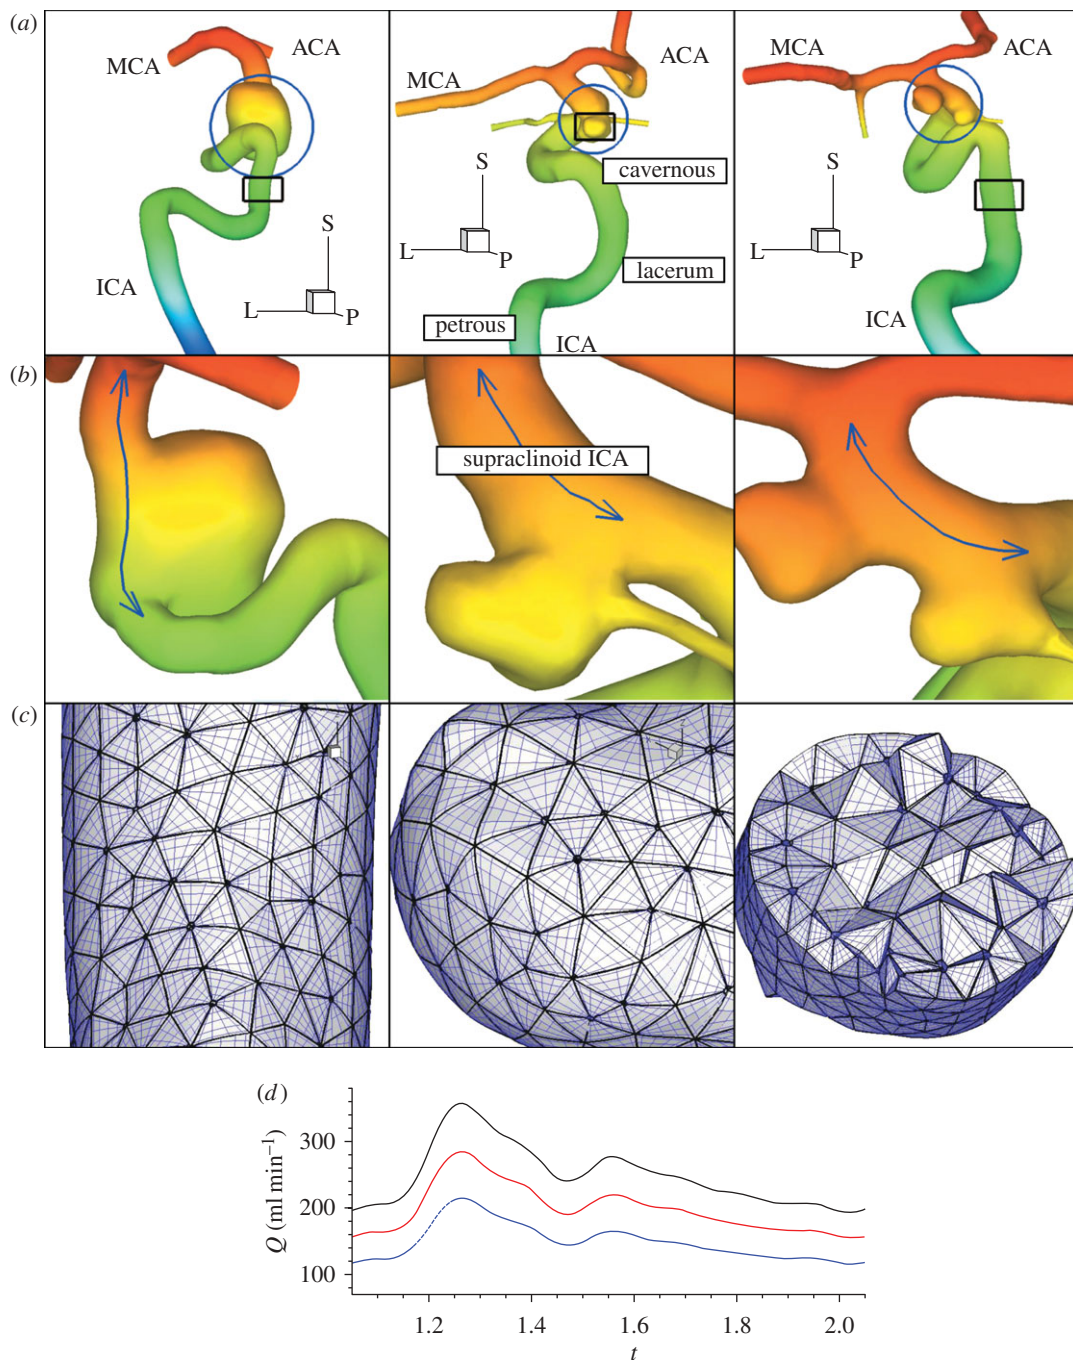 (a)
MCA
ACA
S
L
P
ICA
MCA
ACA
cavernous
S
L
P
lacerum
petrous
ICA
MCA
ACA
S
L
P
ICA
(b)
supraclinoid ICA
(c)
(d)
Q (ml min⁻¹)
300
200
100
1.2 1.4 1.6 1.8 2.0
t